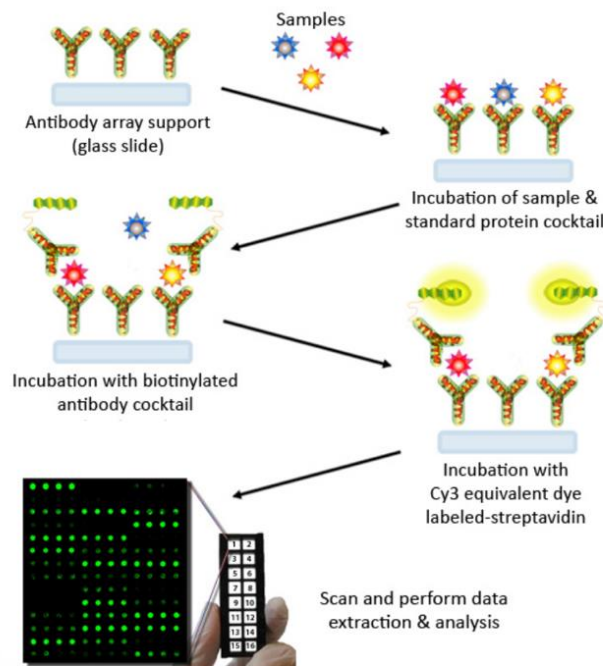 Samples
Antibody array support
(glass slide)
Incubation of sample &
standard protein cocktail
Incubation with biotinylated
antibody cocktail
Incubation with
Cy3 equivalent dye
labeled-streptavidin
1 2
3 4
5 6
7 8
9 10
11 12
13 14
15 16
Scan and perform data
extraction & analysis